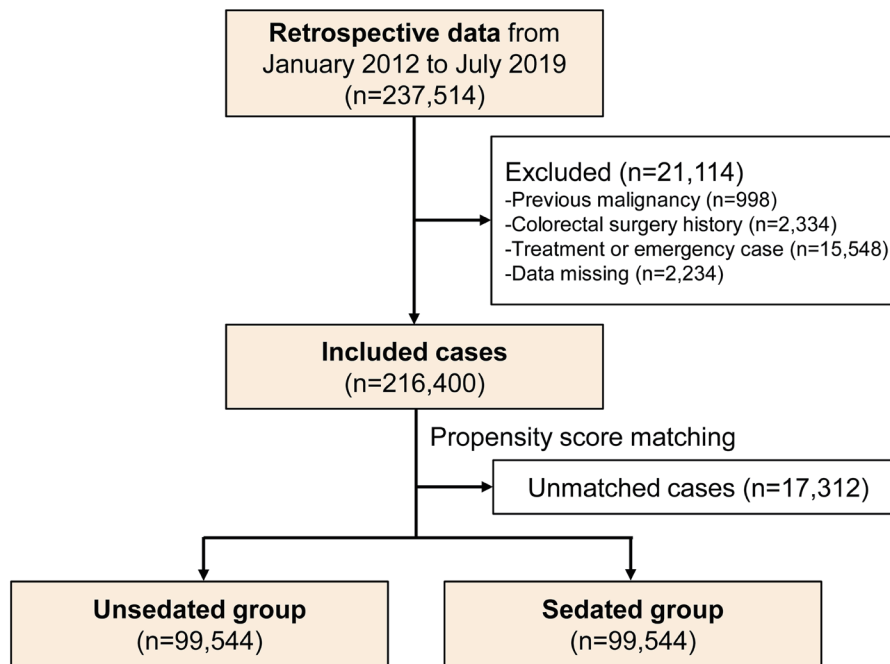 Retrospective data from
January 2012 to July 2019
(n=237,514)
Excluded (n=21,114)
-Previous malignancy (n=998)
-Colorectal surgery history (n=2,334)
-Treatment or emergency case (n=15,548)
-Data missing (n=2,234)
Included cases
(n=216,400)
Propensity score matching
Unmatched cases (n=17,312)
Unsedated group
(n=99,544)
Sedated group
(n=99,544)